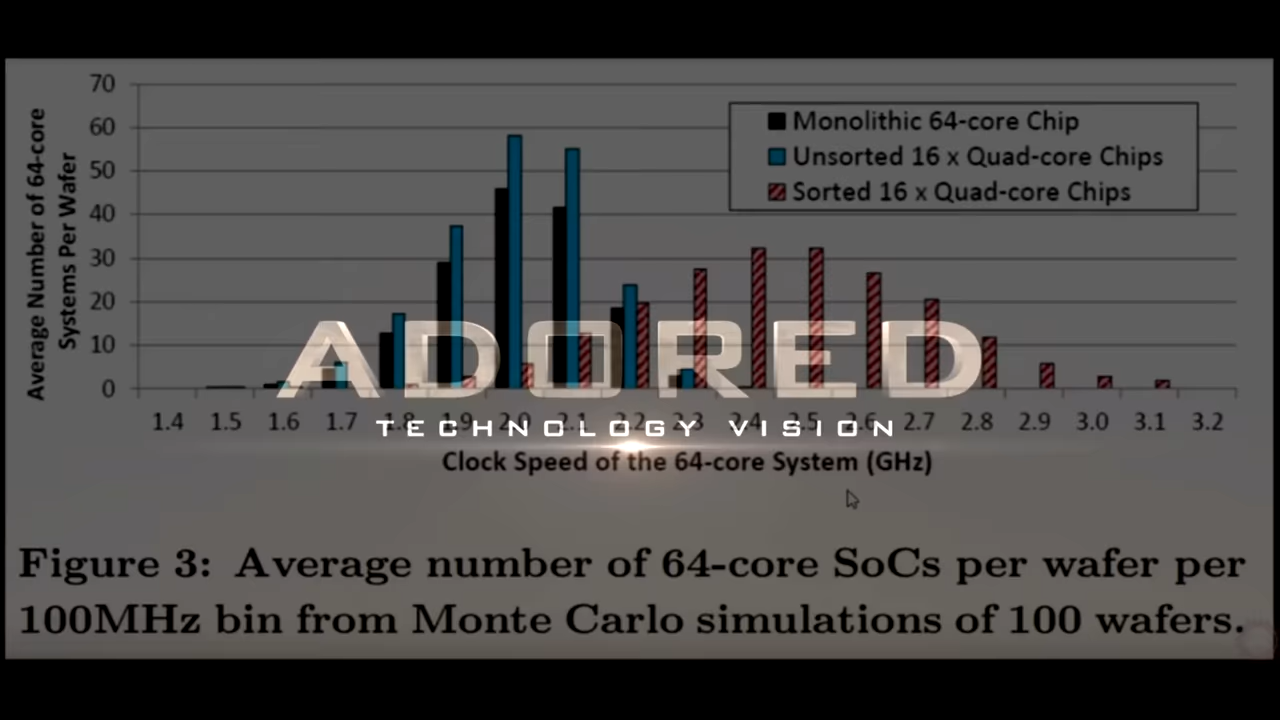 70
60
50
40
30
20
10
0
Average Number of 64-core
Systems Per Wafer
Monolithic 64-core Chip
Unsorted 16 x Quad-core Chips
Sorted 16 x Quad-core Chips
ADORED
TECHNOLOGY VISION
1.4 1.5 1.6 1.7 1.8 1.9 2.0 2.1 2.2 2.3 2.4 2.5 2.6 2.7 2.8 2.9 3.0 3.1 3.2
Clock Speed of the 64-core System (GHz)
Figure 3: Average number of 64-core SoCs per wafer per
100MHz bin from Monte Carlo simulations of 100 wafers.